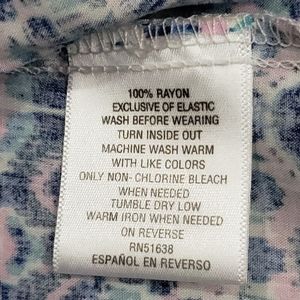 100% RAYON
EXCLUSIVE OF ELASTIC
WASH BEFORE WEARING
TURN INSIDE OUT
MACHINE WASH WARM
WITH LIKE COLORS
ONLY NON- CHLORINE BLEACH
WHEN NEEDED
TUMBLE DRY LOW
WARM IRON WHEN NEEDED
ON REVERSE
RN51638
ESPAÑOL EN REVERSO